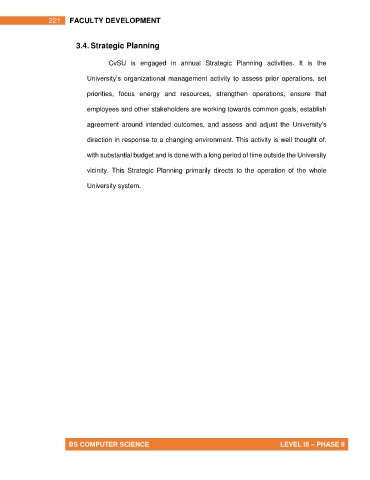 221 FACULTY DEVELOPMENT
3.4. Strategic Planning
CvSU is engaged in annual Strategic Planning activities. It is the
University's organizational management activity to assess prior operations, set
priorities, focus energy and resources, strengthen operations, ensure that
employees and other stakeholders are working towards common goals, establish
agreement around intended outcomes, and assess and adjust the University's
direction in response to a changing environment. This activity is well thought of,
with substantial budget and is done with a long period of time outside the University
vicinity. This Strategic Planning primarily directs to the operation of the whole
University system.
BS COMPUTER SCIENCE LEVEL III – PHASE II